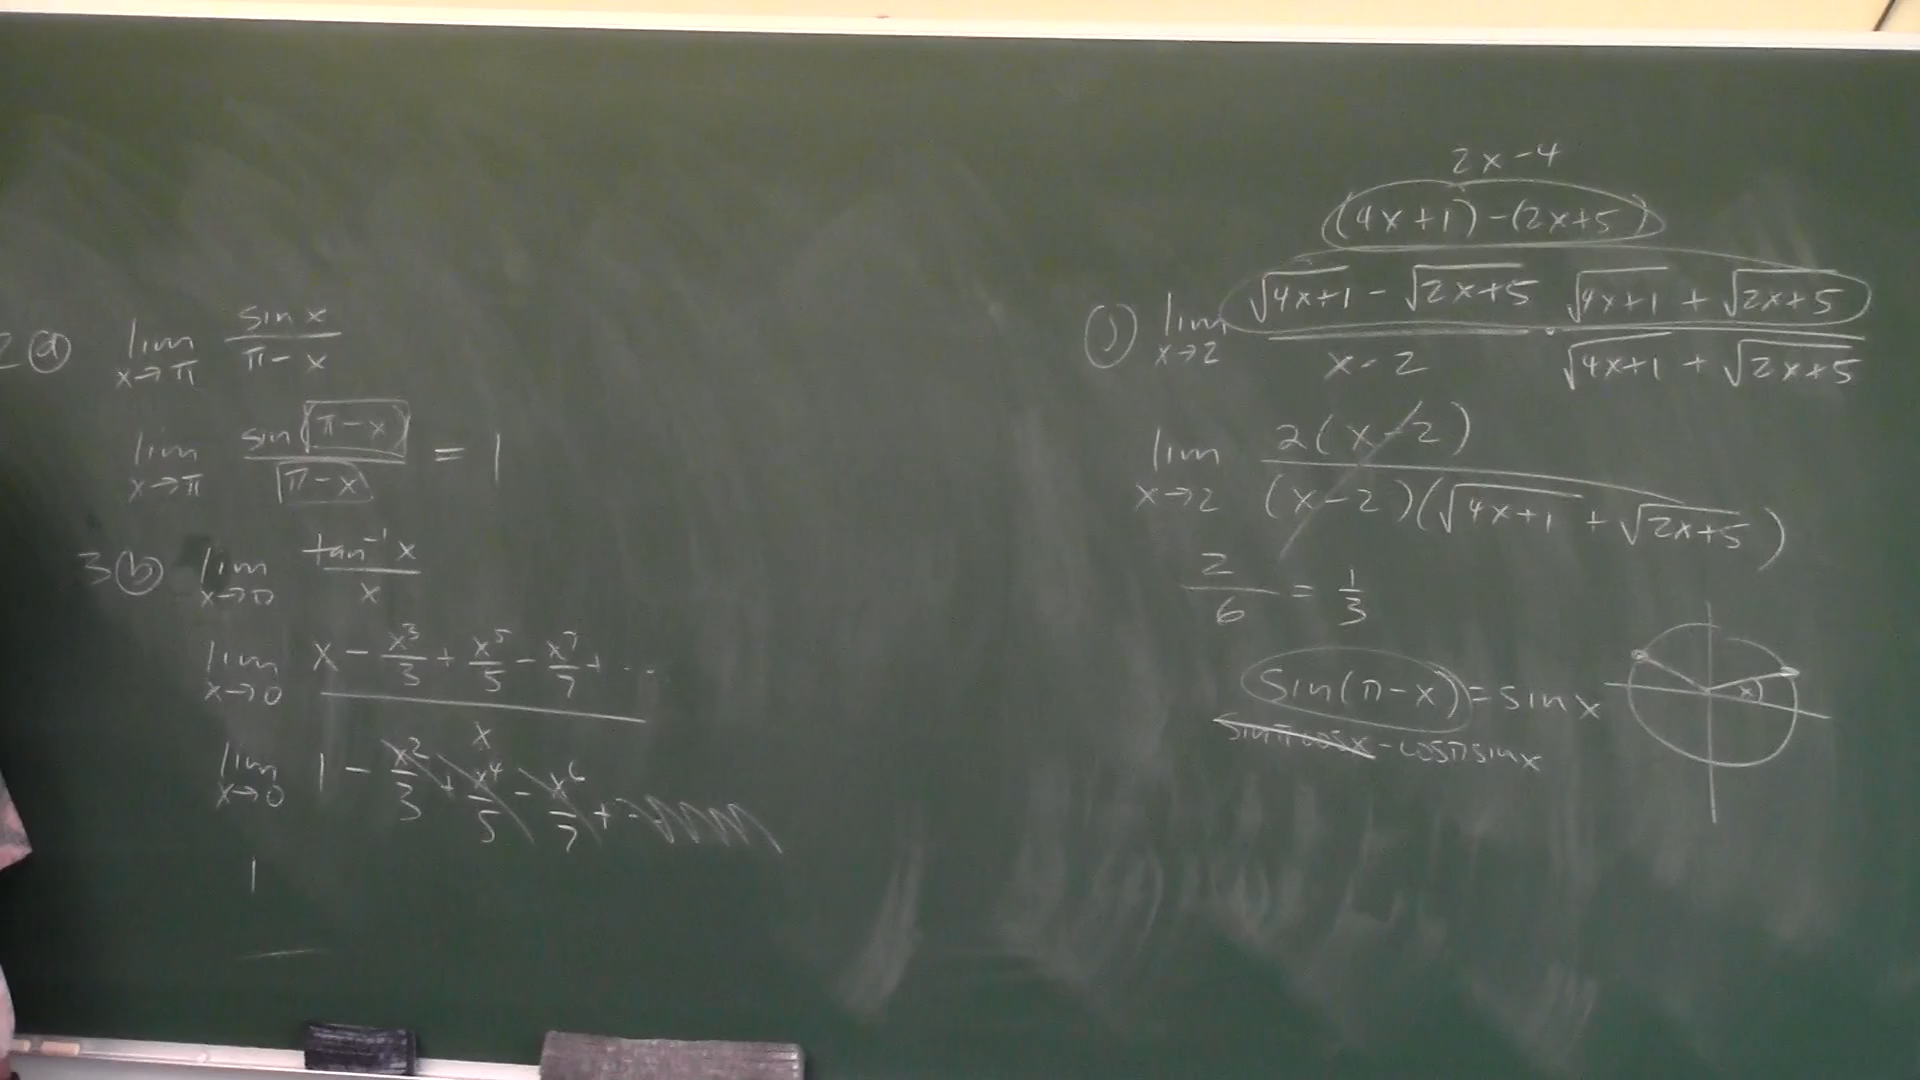 2 ⓐ lim x→π sin x / π - x
lim x→π sin(π-x) / π-x = 1
3 ⓑ lim x→0 tan⁻¹ x / x
lim x→0 x - x³/3 + x⁵/5 - x⁷/7 + ... / x
lim x→0 1 - x²/3 + x⁴/5 - x⁶/7 + ...
1
2x-4
(4x+1)-(2x+5)
① lim x→2 √4x+1 - √2x+5 / x-2 · √4x+1 + √2x+5 / √4x+1 + √2x+5
lim x→2 2(x-2) / (x-2)(√4x+1 + √2x+5)
2/6 = 1/3
sin(π-x) = sin x
sinπcosx - cosπsinx
x